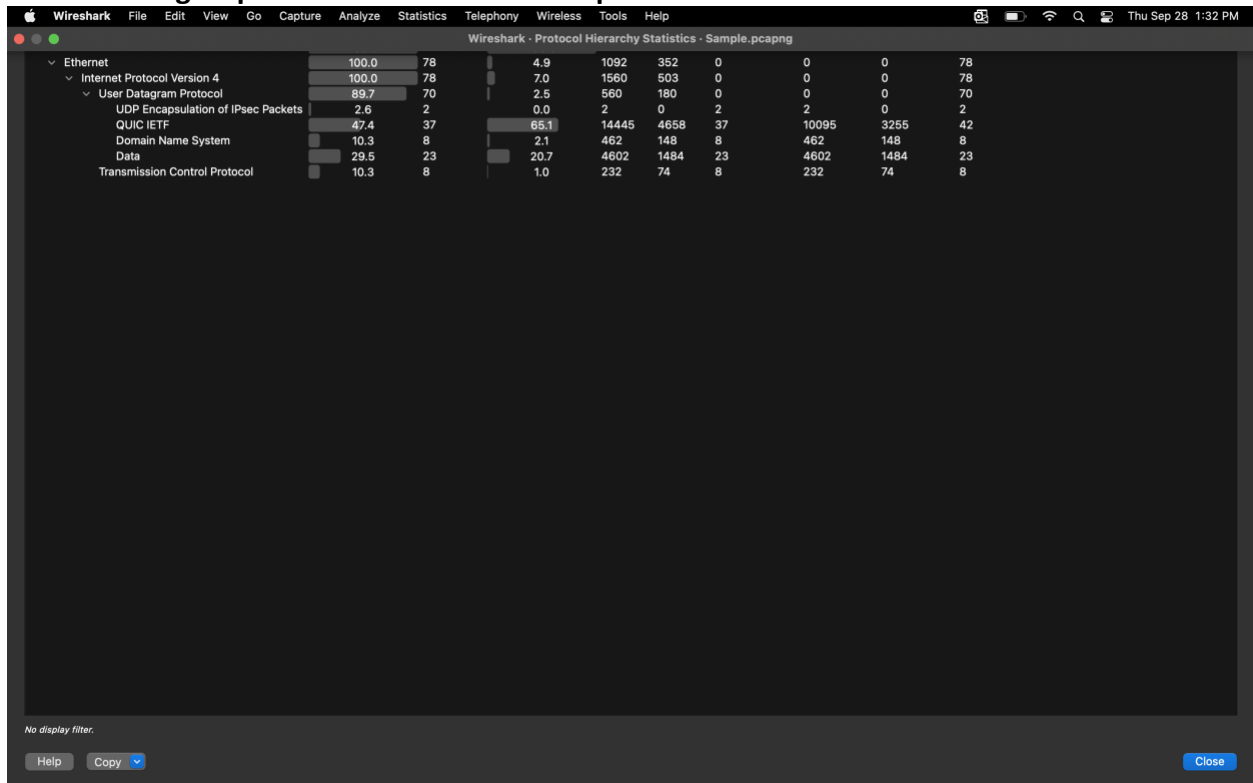 Wireshark File Edit View Go Capture Analyze Statistics Telephony Wireless Tools Help Thu Sep 28 1:32 PM
Wireshark · Protocol Hierarchy Statistics · Sample.pcapng
Ethernet 100.0 78 4.9 1092 352 0 0 0 78
Internet Protocol Version 4 100.0 78 7.0 1560 503 0 0 0 78
User Datagram Protocol 89.7 70 2.5 560 180 0 0 0 70
UDP Encapsulation of IPsec Packets 2.6 2 0.0 2 0 2 2 0 2
QUIC IETF 47.4 37 65.1 14445 4658 37 10095 3255 42
Domain Name System 10.3 8 2.1 462 148 8 462 148 8
Data 29.5 23 20.7 4602 1484 23 4602 1484 23
Transmission Control Protocol 10.3 8 1.0 232 74 8 232 74 8
No display filter.
Help Copy Close